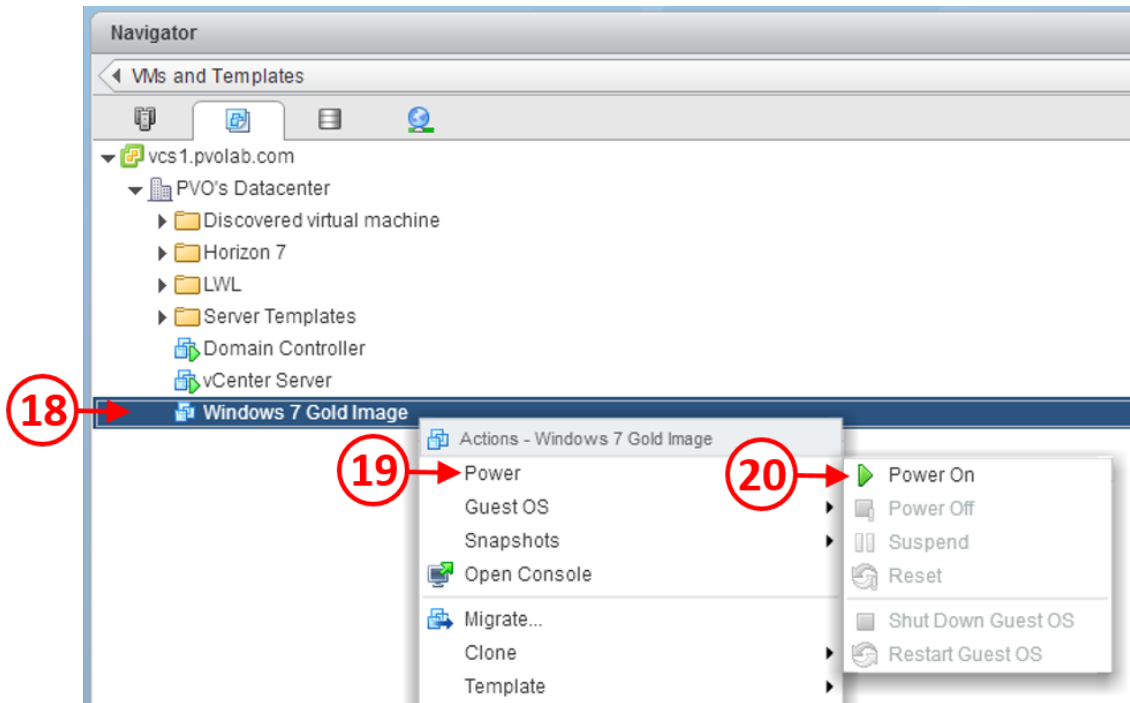 Navigator
VMs and Templates
vcs1.pvolab.com
PVO's Datacenter
Discovered virtual machine
Horizon 7
LWL
Server Templates
Domain Controller
vCenter Server
18 Windows 7 Gold Image
Actions - Windows 7 Gold Image
19 Power
Guest OS
Snapshots
Open Console
Migrate...
Clone
Template
20 Power On
Power Off
Suspend
Reset
Shut Down Guest OS
Restart Guest OS